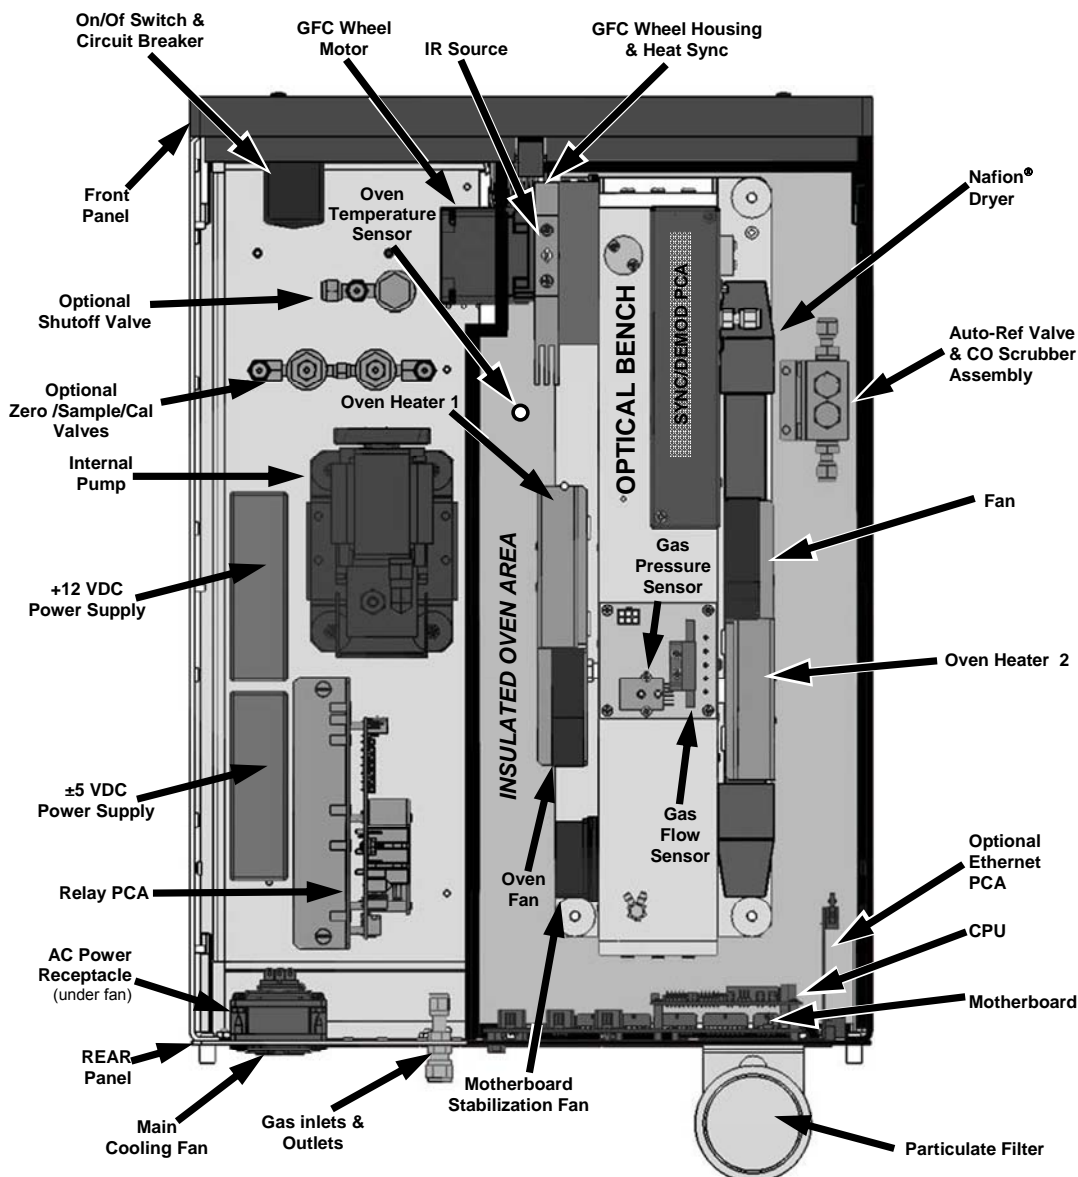 On/Of Switch &
Circuit Breaker
GFC Wheel
Motor
IR Source
GFC Wheel Housing
& Heat Sync
Front
Panel
Oven
Temperature
Sensor
Nafion®
Dryer
Optional
Shutoff Valve
OPTICAL BENCH
SYNC/DEMOD PCA
Auto-Ref Valve
& CO Scrubber
Assembly
Optional
Zero /Sample/Cal
Valves
Oven Heater 1
Internal
Pump
Fan
INSULATED OVEN AREA
Gas
Pressure
Sensor
+12 VDC
Power Supply
Oven Heater 2
±5 VDC
Power Supply
Gas
Flow
Sensor
Optional
Ethernet
PCA
Relay PCA
Oven
Fan
CPU
AC Power
Receptacle
(under fan)
Motherboard
REAR
Panel
Motherboard
Stabilization Fan
Main
Cooling Fan
Gas inlets &
Outlets
Particulate Filter